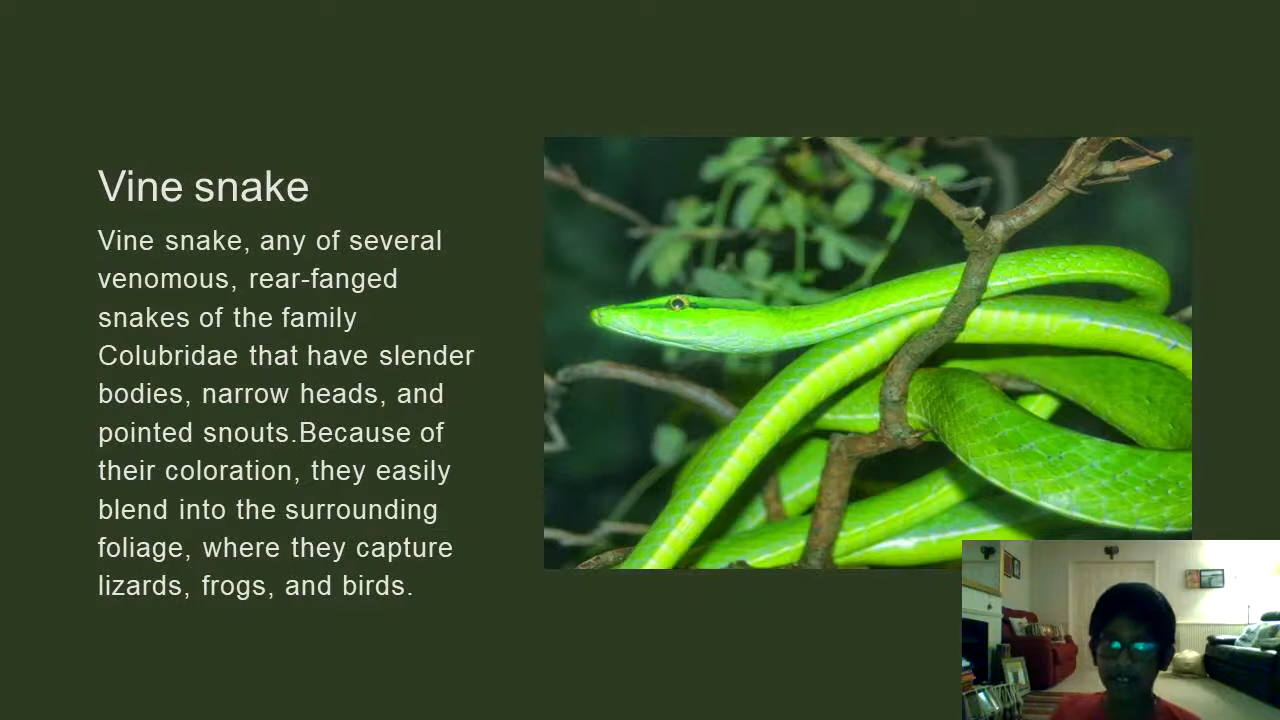 Vine snake
Vine snake, any of several
venomous, rear-fanged
snakes of the family
Colubridae that have slender
bodies, narrow heads, and
pointed snouts.Because of
their coloration, they easily
blend into the surrounding
foliage, where they capture
lizards, frogs, and birds.